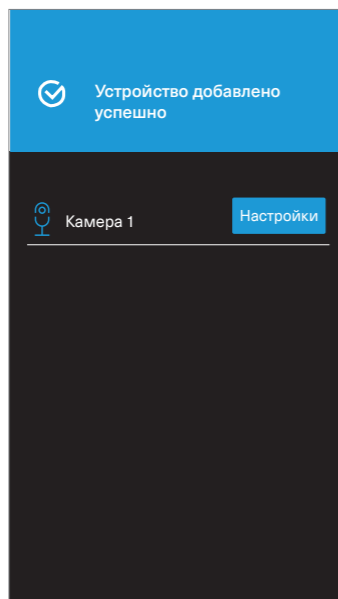 Устройство добавлено
успешно
Камера 1
Настройки